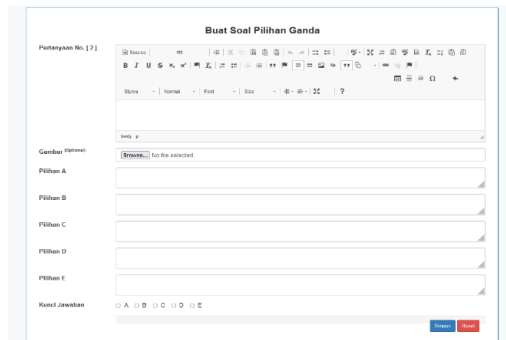 Buat Soal Pilihan Ganda
Pertanyaan No. [ 2 ]
Source
B I U S x₂ x² Iₓ
Ω
Styles Normal Font Size ?
body p
Gambar (Optional)
Browse... No file selected.
Pilihan A
Pilihan B
Pilihan C
Pilihan D
Pilihan E
Kunci Jawaban A B C D E
Simpan Reset